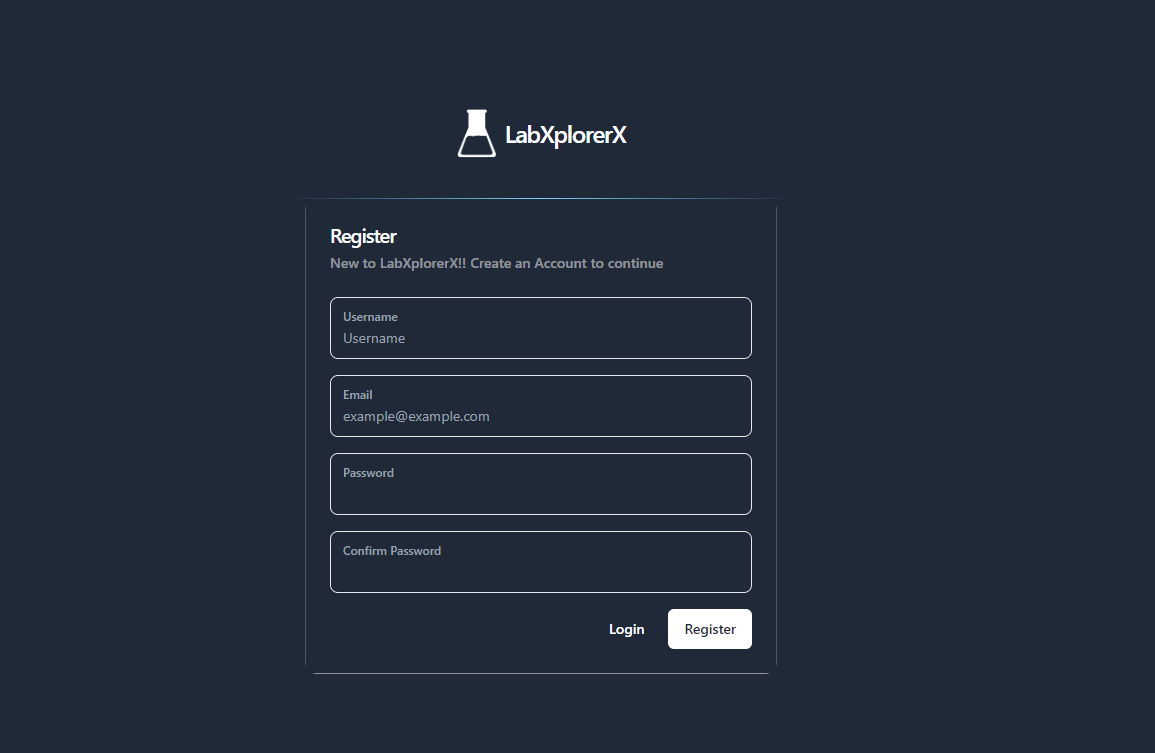 LabXplorerX
Register
New to LabXplorerX!! Create an Account to continue
Username
Username
Email
example@example.com
Password
Confirm Password
Login Register